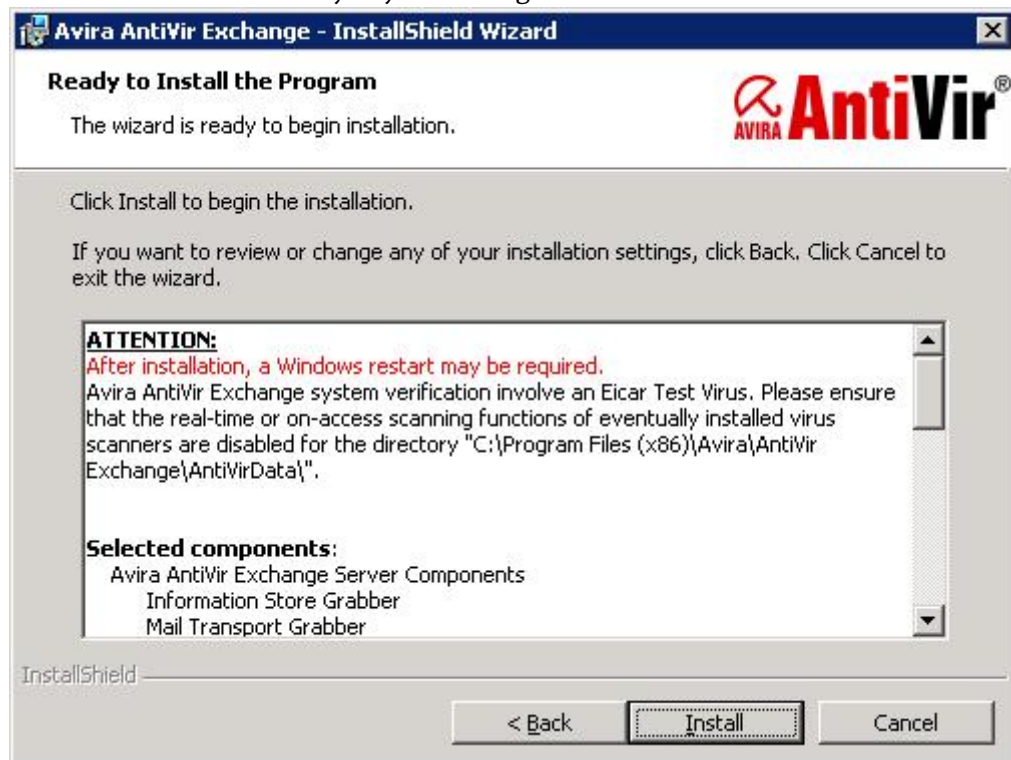 Avira AntiVir Exchange - InstallShield Wizard
Ready to Install the Program
The wizard is ready to begin installation.
AVIRA AntiVir®
Click Install to begin the installation.
If you want to review or change any of your installation settings, click Back. Click Cancel to
exit the wizard.
ATTENTION:
After installation, a Windows restart may be required.
Avira AntiVir Exchange system verification involve an Eicar Test Virus. Please ensure
that the real-time or on-access scanning functions of eventually installed virus
scanners are disabled for the directory "C:\Program Files (x86)\Avira\AntiVir
Exchange\AntiVirData\".
Selected components:
Avira AntiVir Exchange Server Components
Information Store Grabber
Mail Transport Grabber
InstallShield
< Back
Install
Cancel